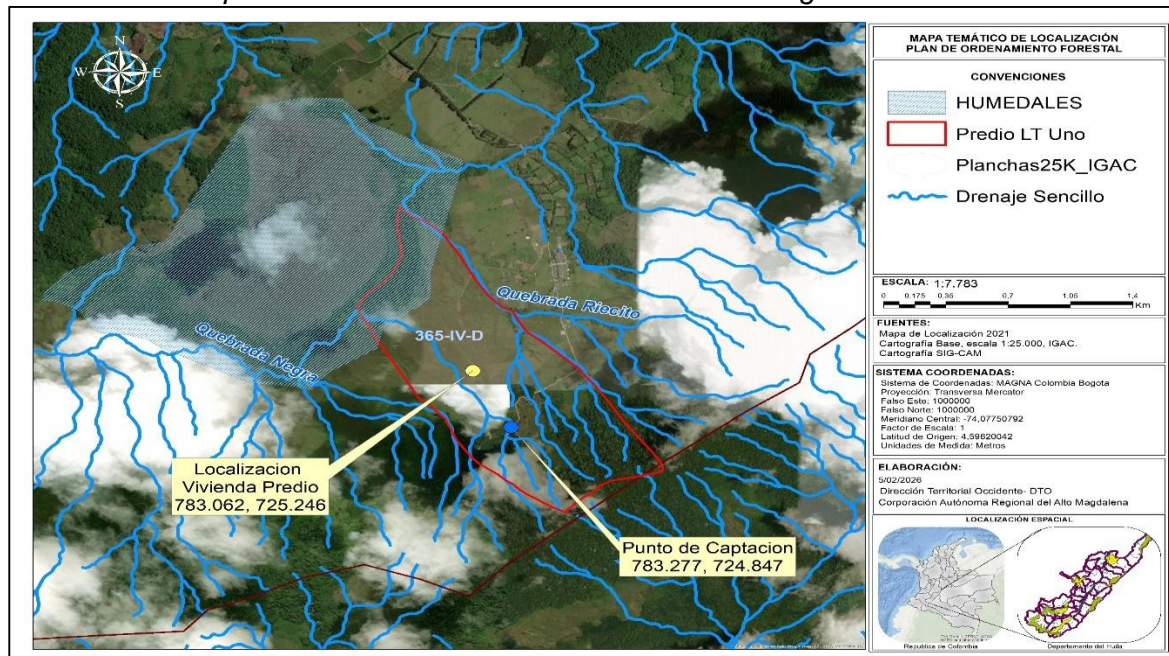 N
W
E
S
Quebrada Riecito
365-IV-D
Quebrada Negra
Localizacion
Vivienda Predio
783.062, 725.246
Punto de Captacion
783.277, 724.847
MAPA TEMÁTICO DE LOCALIZACIÓN
PLAN DE ORDENAMIENTO FORESTAL
CONVENCIONES
HUMEDALES
Predio LT Uno
Planchas25K_IGAC
Drenaje Sencillo
ESCALA: 1:7.783
0 0.175 0.35 0.7 1.05 1.4
Km
FUENTES:
Mapa de Localización 2021
Cartografía Base, escala 1:25.000, IGAC.
Cartografía SIG-CAM
SISTEMA COORDENADAS:
Sistema de Coordenadas: MAGNA Colombia Bogota
Proyección: Transversa Mercator
Falso Este: 1000000
Falso Norte: 1000000
Meridiano Central: -74,07750792
Factor de Escala: 1
Latitud de Origen: 4,59620042
Unidades de Medida: Metros
ELABORACIÓN:
5/02/2026
Dirección Territorial Occidente- DTO
Corporación Autónoma Regional del Alto Magdalena
LOCALIZACIÓN ESPACIAL
Republica de Colombia
Departamento del Huila